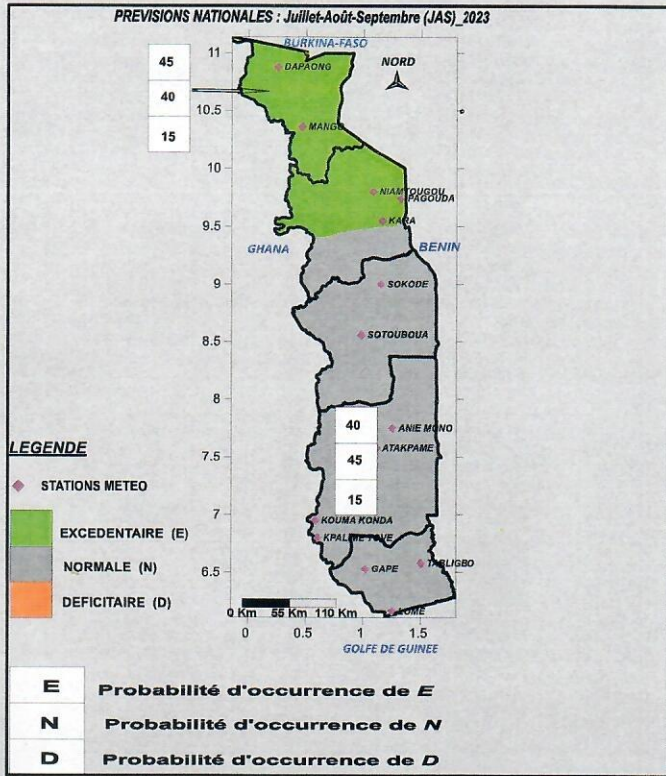 PREVISIONS NATIONALES : Juillet-Août-Septembre (JAS)_2023
BURKINA-FASO
NORD
45
40
15
11
10.5
10
9.5
9
8.5
8
7.5
7
6.5
DAPAONG
MANGO
NIAMTOUGOU
PAGOUDA
KARA
GHANA
BENIN
SOKODE
SOTOUBOUA
40
45
15
ANIE MONO
ATAKPAME
KOUMA KONDA
KPALIME TOVE
GAPE
TABLIGBO
LOME
LEGENDE
STATIONS METEO
EXCEDENTAIRE (E)
NORMALE (N)
DEFICITAIRE (D)
0 Km 55 Km 110 Km
0 0.5 1 1.5
GOLFE DE GUINEE
E Probabilité d'occurrence de E
N Probabilité d'occurrence de N
D Probabilité d'occurrence de D